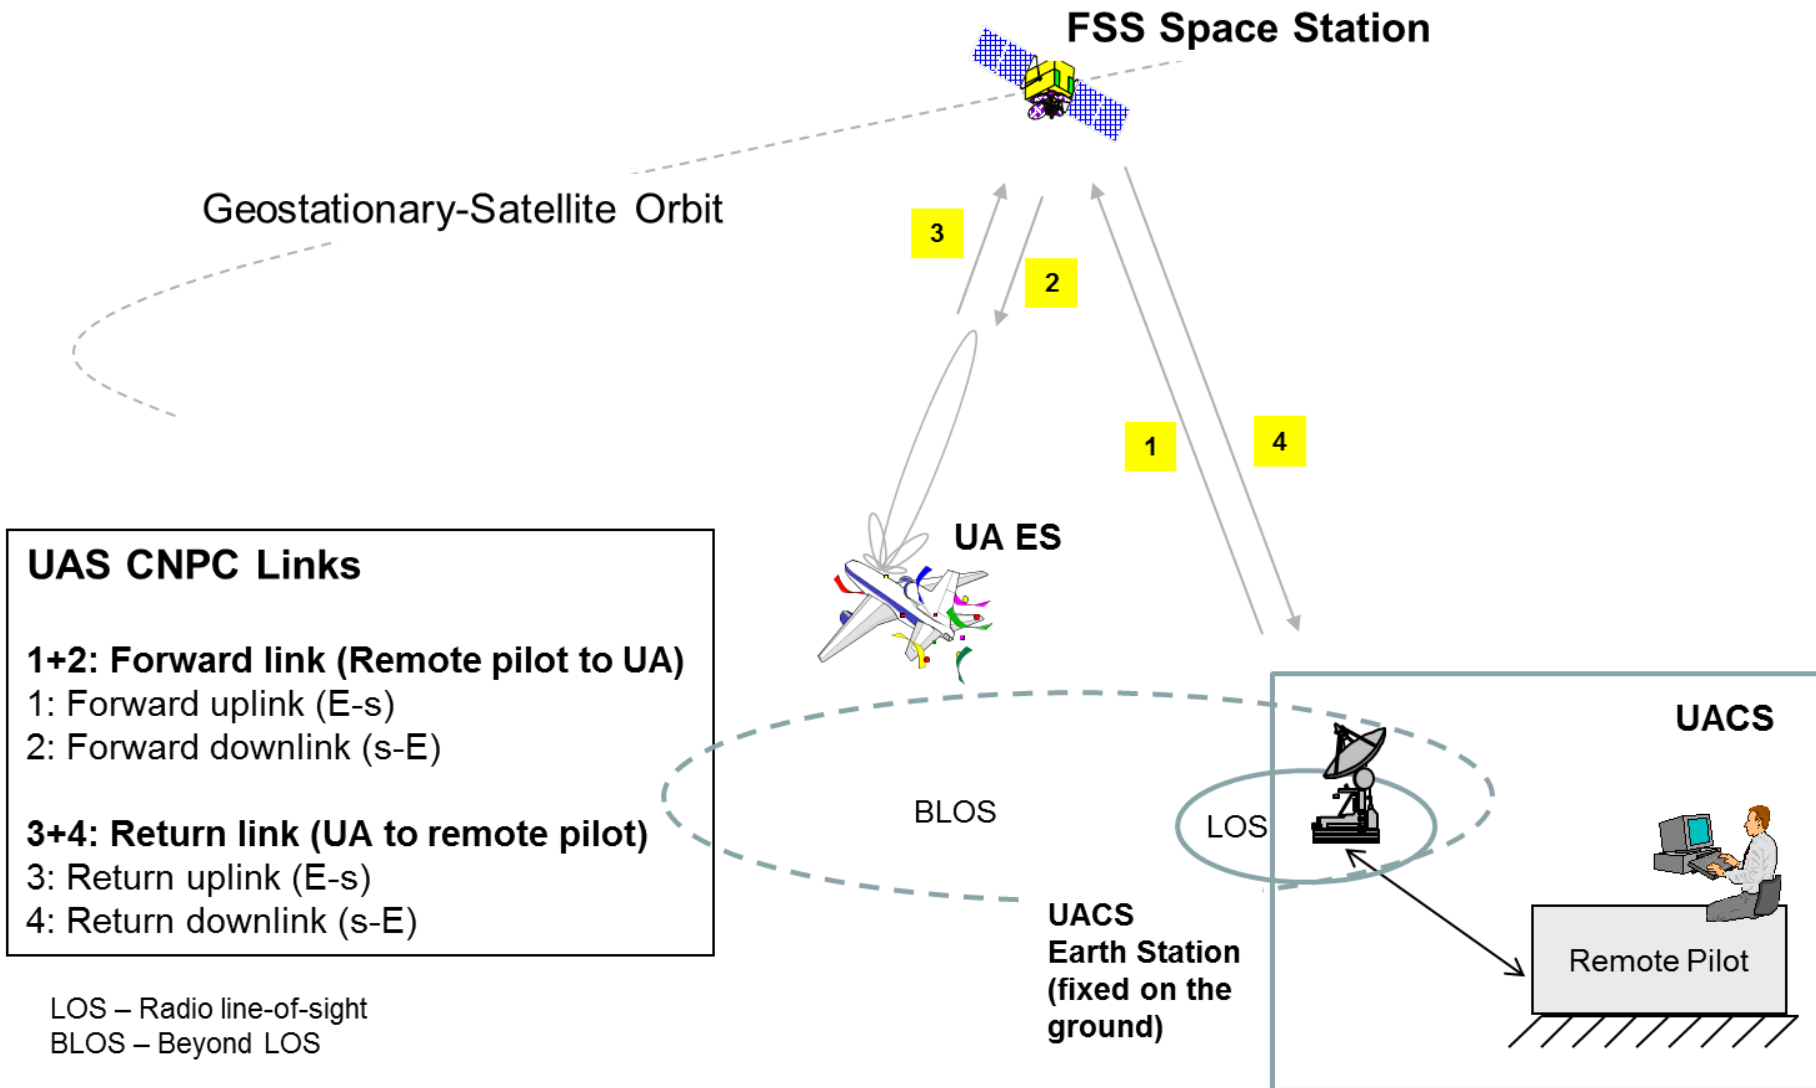 FSS Space Station
Geostationary-Satellite Orbit
3
2
1
4
UA ES
UAS CNPC Links
1+2: Forward link (Remote pilot to UA)
1: Forward uplink (E-s)
2: Forward downlink (s-E)
3+4: Return link (UA to remote pilot)
3: Return uplink (E-s)
4: Return downlink (s-E)
UACS
BLOS
LOS
UACS
Earth Station
(fixed on the
ground)
Remote Pilot
LOS – Radio line-of-sight
BLOS – Beyond LOS